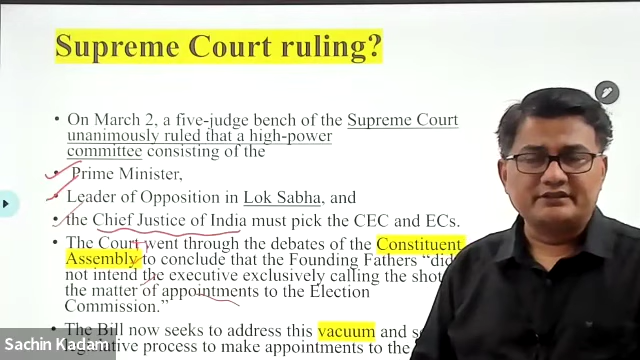 Supreme Court ruling?
• On March 2, a five-judge bench of the Supreme Court
unanimously ruled that a high-power
committee consisting of the
• Prime Minister,
• Leader of Opposition in Lok Sabha, and
• the Chief Justice of India must pick the CEC and ECs.
• The Court went through the debates of the Constituent
Assembly to conclude that the Founding Fathers “did
not intend the executive exclusively calling the shot
the matter of appointments to the Election
Commission.”
• The Bill now seeks to address this vacuum and
process to make appointments to the
Sachin Kadam